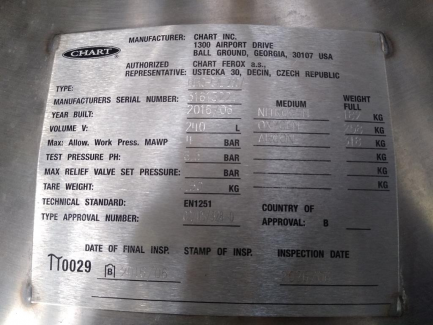 CHART
MANUFACTURER: CHART INC.
1300 AIRPORT DRIVE
BALL GROUND, GEORGIA, 30107 USA
AUTHORIZED CHART FEROX a.s.,
REPRESENTATIVE: USTECKA 30, DECIN, CZECH REPUBLIC
TYPE:
MANUFACTURERS SERIAL NUMBER: MEDIUM WEIGHT FULL
YEAR BUILT: 2018-05 KG
VOLUME V: 240 L KG
Max: Allow. Work Press. MAWP BAR KG
TEST PRESSURE PH: BAR KG
MAX RELIEF VALVE SET PRESSURE: BAR KG
TARE WEIGHT: KG
TECHNICAL STANDARD: EN1251 COUNTRY OF
TYPE APPROVAL NUMBER: APPROVAL: B
DATE OF FINAL INSP. STAMP OF INSP. INSPECTION DATE
0029 B